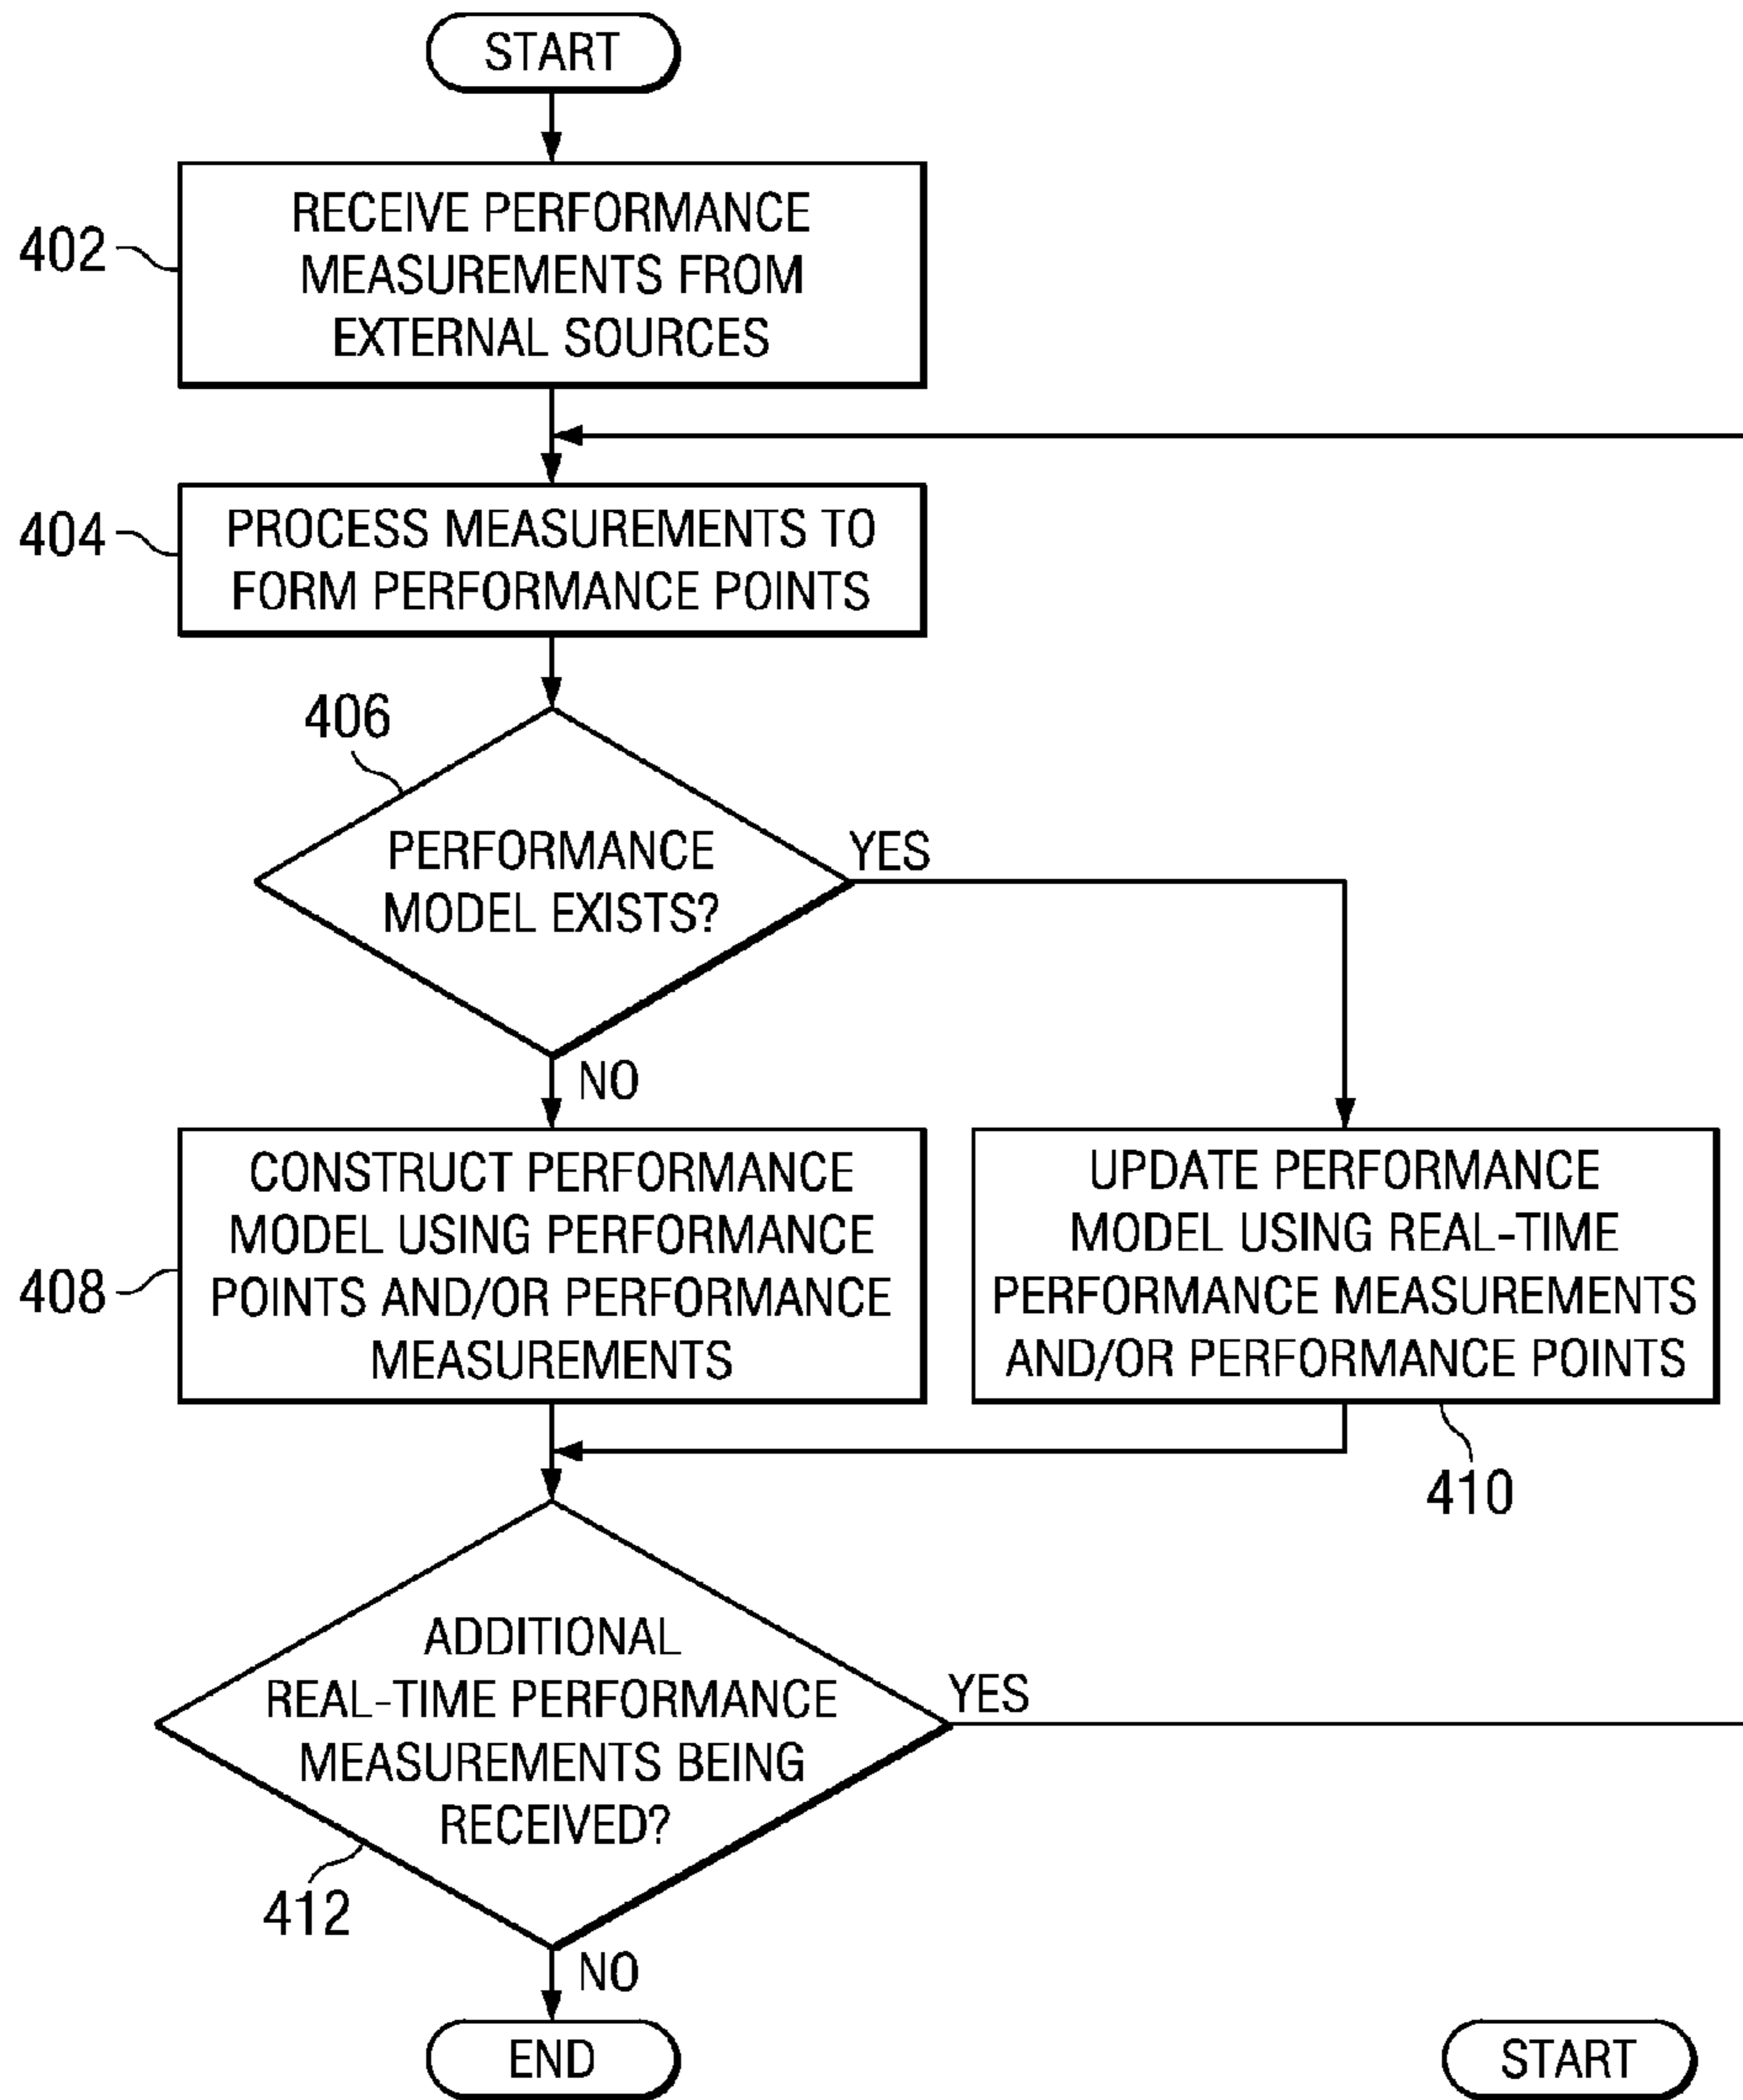 START
402
RECEIVE PERFORMANCE
MEASUREMENTS FROM
EXTERNAL SOURCES
404
PROCESS MEASUREMENTS TO
FORM PERFORMANCE POINTS
406
PERFORMANCE
MODEL EXISTS?
YES
NO
408
CONSTRUCT PERFORMANCE
MODEL USING PERFORMANCE
POINTS AND/OR PERFORMANCE
MEASUREMENTS
UPDATE PERFORMANCE
MODEL USING REAL-TIME
PERFORMANCE MEASUREMENTS
AND/OR PERFORMANCE POINTS
410
ADDITIONAL
REAL-TIME PERFORMANCE
MEASUREMENTS BEING
RECEIVED?
YES
412
NO
END
START